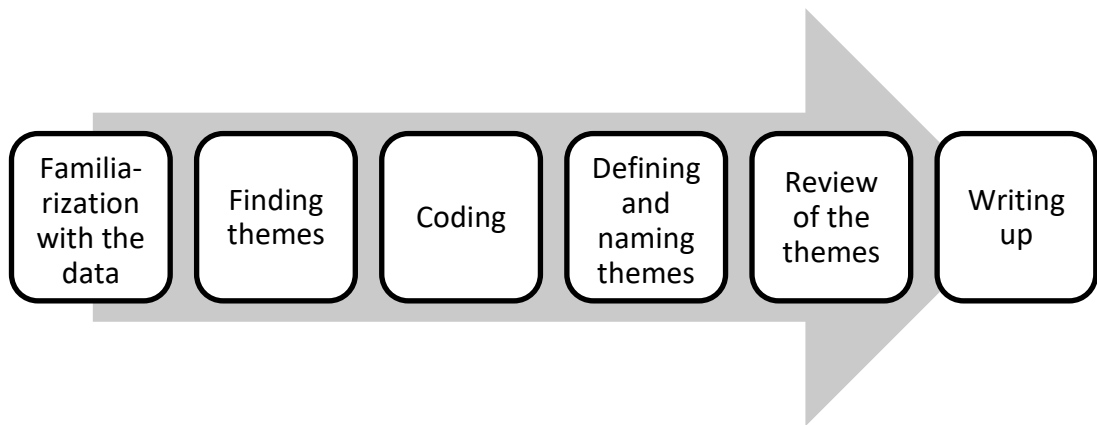 Familia-
rization
with the
data
Finding
themes
Coding
Defining
and
naming
themes
Review
of the
themes
Writing
up